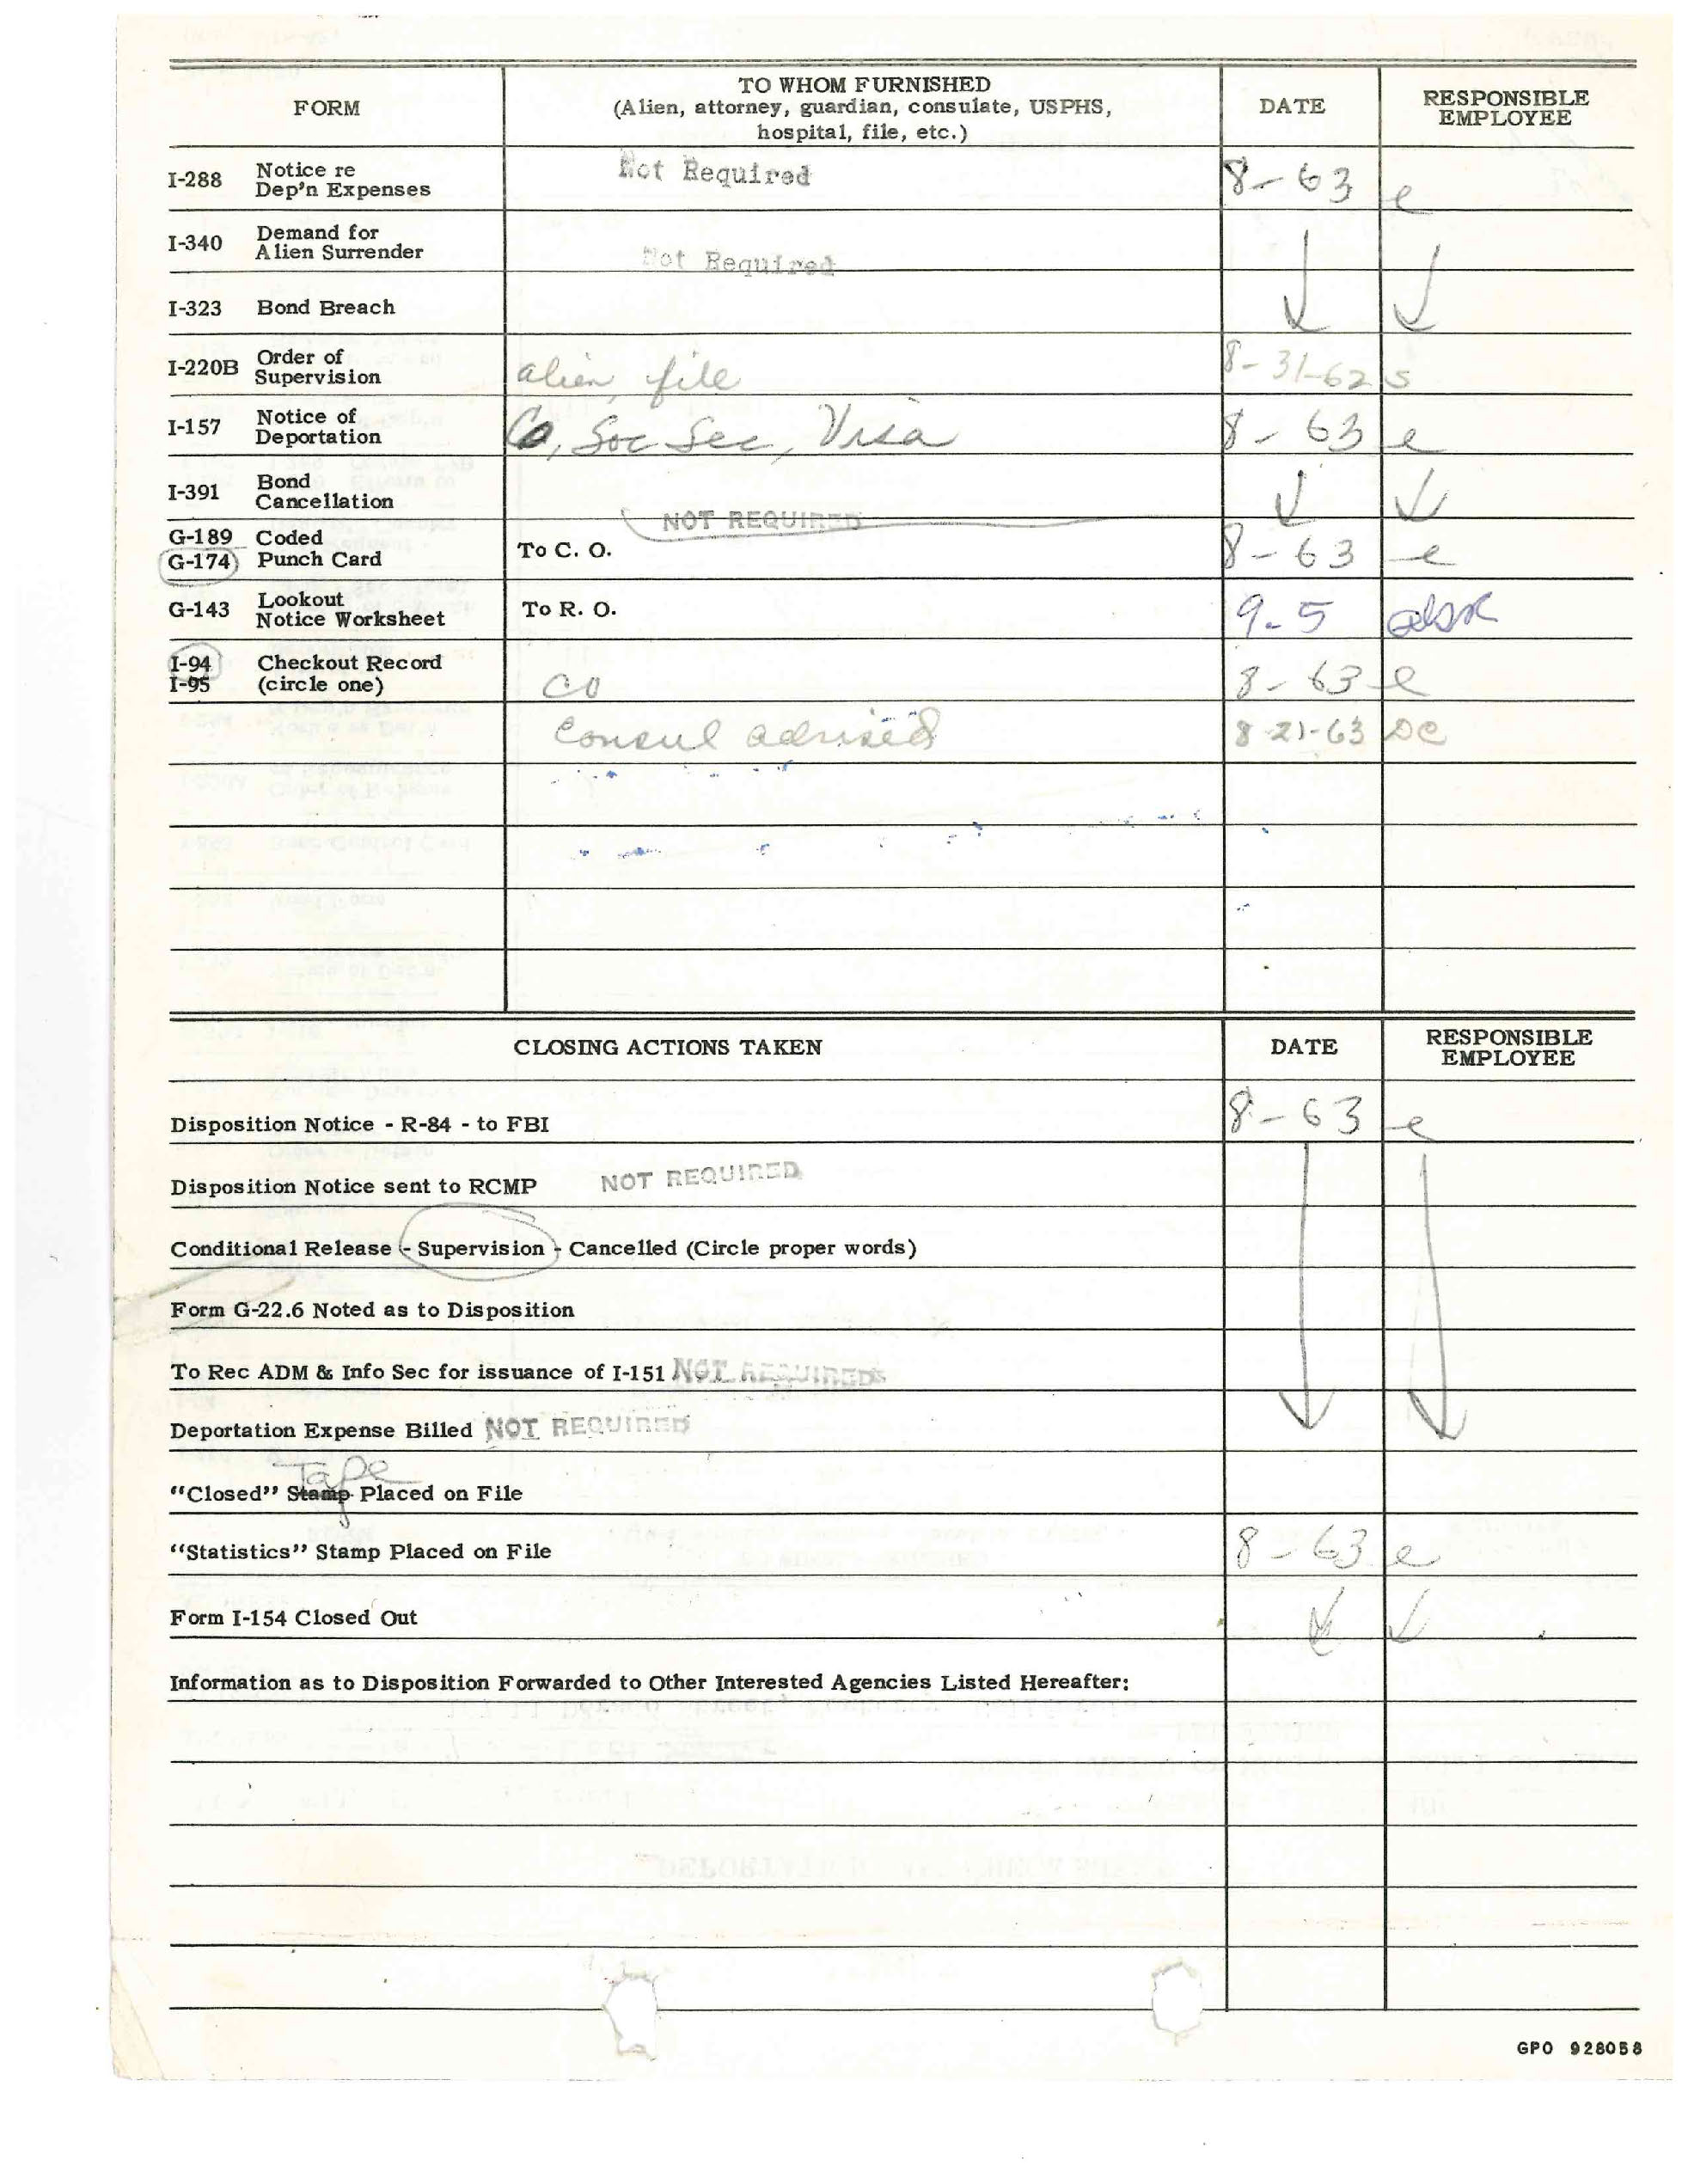 FORM
TO WHOM FURNISHED
(Alien, attorney, guardian, consulate, USPHS,
hospital, file, etc.)
DATE
RESPONSIBLE
EMPLOYEE
I-288 Notice re
Dep'n Expenses
Not Required
8-63 e
I-340 Demand for
Alien Surrender
Not Required
I-323 Bond Breach
I-220B Order of
Supervision
alien, file
8-31-62 s
I-157 Notice of
Deportation
Co, Soc Sec, Visa
8-63 e
I-391 Bond
Cancellation
NOT REQUIRED
G-189 Coded
G-174 Punch Card
To C. O.
8-63 e
G-143 Lookout
Notice Worksheet
To R. O.
9-5
I-94 Checkout Record
I-95 (circle one)
CO
8-63 e
Consul advised
8-21-63 DC
CLOSING ACTIONS TAKEN
DATE
RESPONSIBLE
EMPLOYEE
Disposition Notice - R-84 - to FBI
8-63 e
Disposition Notice sent to RCMP NOT REQUIRED
Conditional Release - Supervision - Cancelled (Circle proper words)
Form G-22.6 Noted as to Disposition
To Rec ADM & Info Sec for issuance of I-151 NOT REQUIRED
Deportation Expense Billed NOT REQUIRED
Tape
“Closed” Stamp Placed on File
“Statistics” Stamp Placed on File
8-63 e
Form I-154 Closed Out
Information as to Disposition Forwarded to Other Interested Agencies Listed Hereafter:
GPO 928058